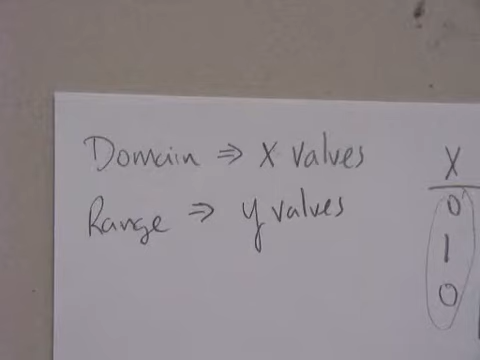 Domain ⇒ X values
Range ⇒ y values
X
0
1
0